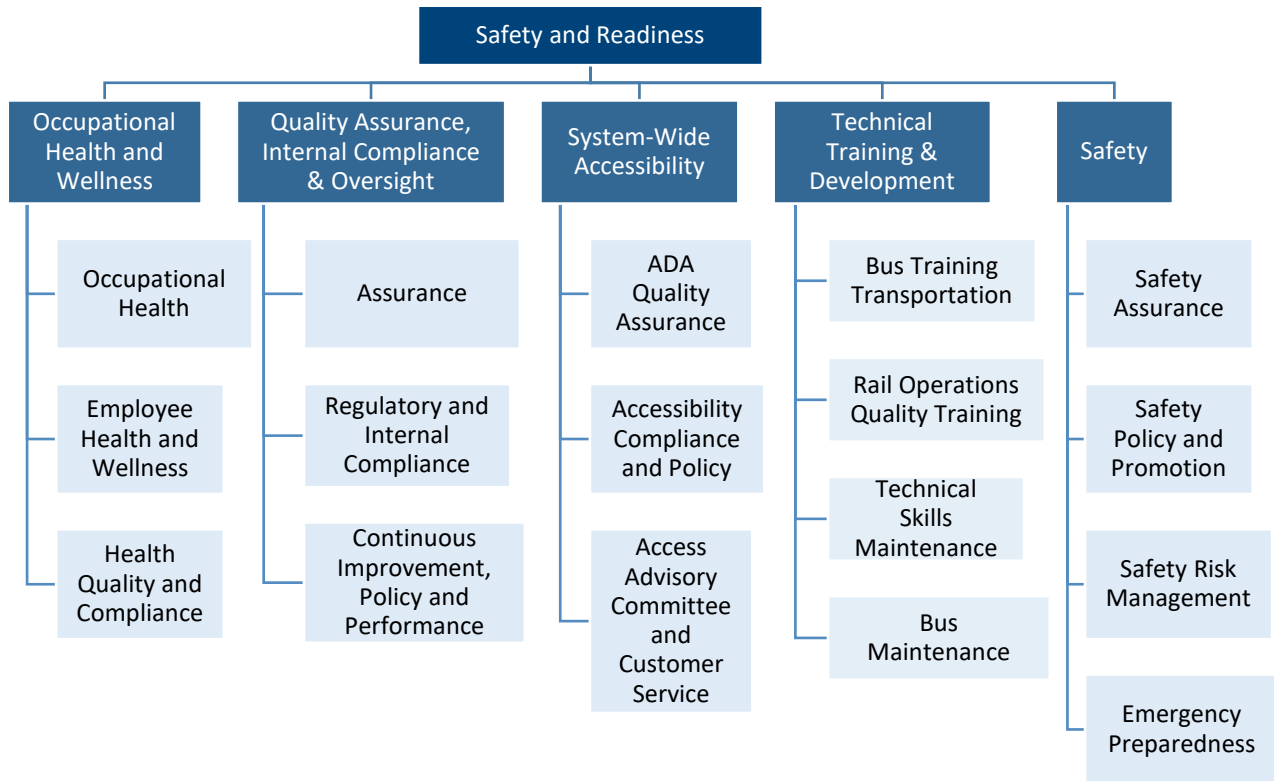 Safety and Readiness
Occupational
Health and
Wellness
Occupational
Health
Employee
Health and
Wellness
Health
Quality and
Compliance
Quality Assurance,
Internal Compliance
& Oversight
Assurance
Regulatory and
Internal
Compliance
Continuous
Improvement,
Policy and
Performance
System-Wide
Accessibility
ADA
Quality
Assurance
Accessibility
Compliance
and Policy
Access
Advisory
Committee
and
Customer
Service
Technical
Training &
Development
Bus Training
Transportation
Rail Operations
Quality Training
Technical
Skills
Maintenance
Bus
Maintenance
Safety
Safety
Assurance
Safety
Policy and
Promotion
Safety Risk
Management
Emergency
Preparedness